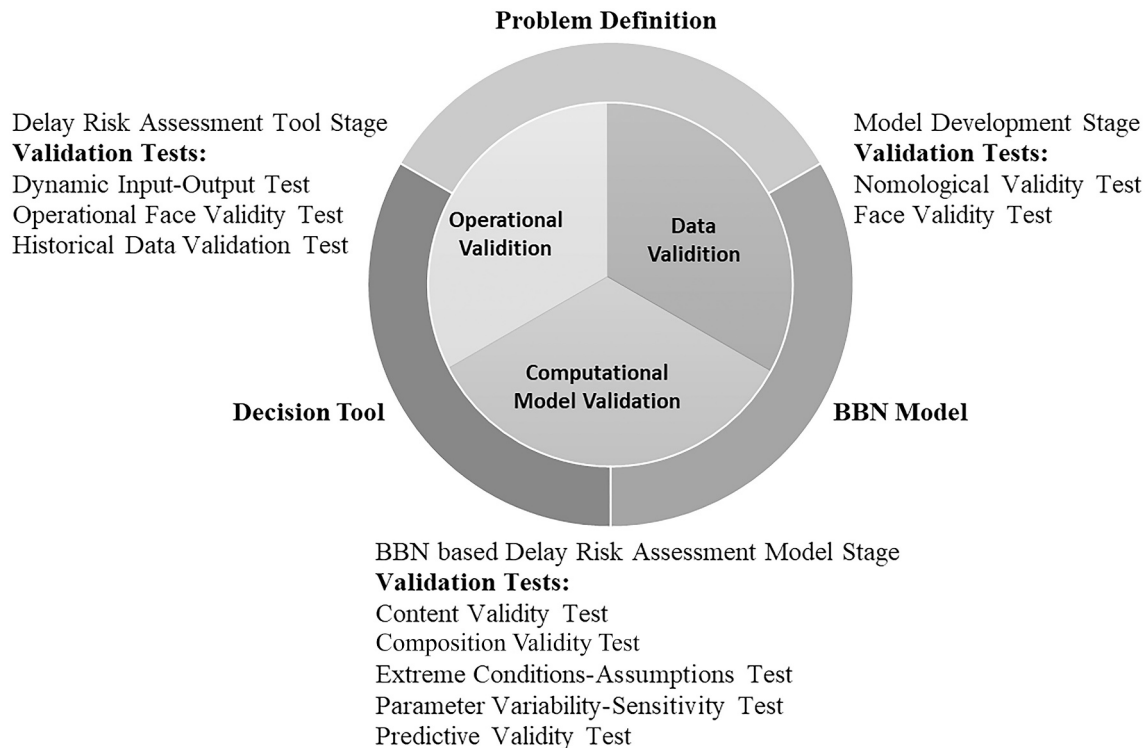 Problem Definition
Delay Risk Assessment Tool Stage
Validation Tests:
Dynamic Input-Output Test
Operational Face Validity Test
Historical Data Validation Test
Model Development Stage
Validation Tests:
Nomological Validity Test
Face Validity Test
Operational
Validition
Data
Validition
Computational
Model Validation
Decision Tool
BBN Model
BBN based Delay Risk Assessment Model Stage
Validation Tests:
Content Validity Test
Composition Validity Test
Extreme Conditions-Assumptions Test
Parameter Variability-Sensitivity Test
Predictive Validity Test